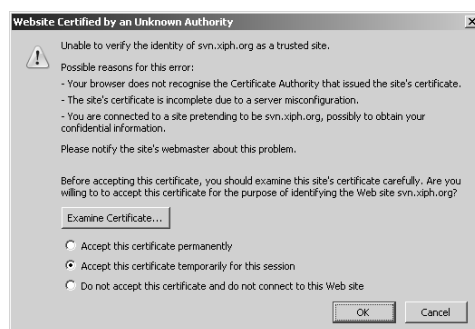 Website Certified by an Unknown Authority
Unable to verify the identity of svn.xiph.org as a trusted site.
Possible reasons for this error:
- Your browser does not recognise the Certificate Authority that issued the site's certificate.
- The site's certificate is incomplete due to a server misconfiguration.
- You are connected to a site pretending to be svn.xiph.org, possibly to obtain your
confidential information.
Please notify the site's webmaster about this problem.
Before accepting this certificate, you should examine this site's certificate carefully. Are you
willing to to accept this certificate for the purpose of identifying the Web site svn.xiph.org?
Examine Certificate...
Accept this certificate permanently
Accept this certificate temporarily for this session
Do not accept this certificate and do not connect to this Web site
OK Cancel